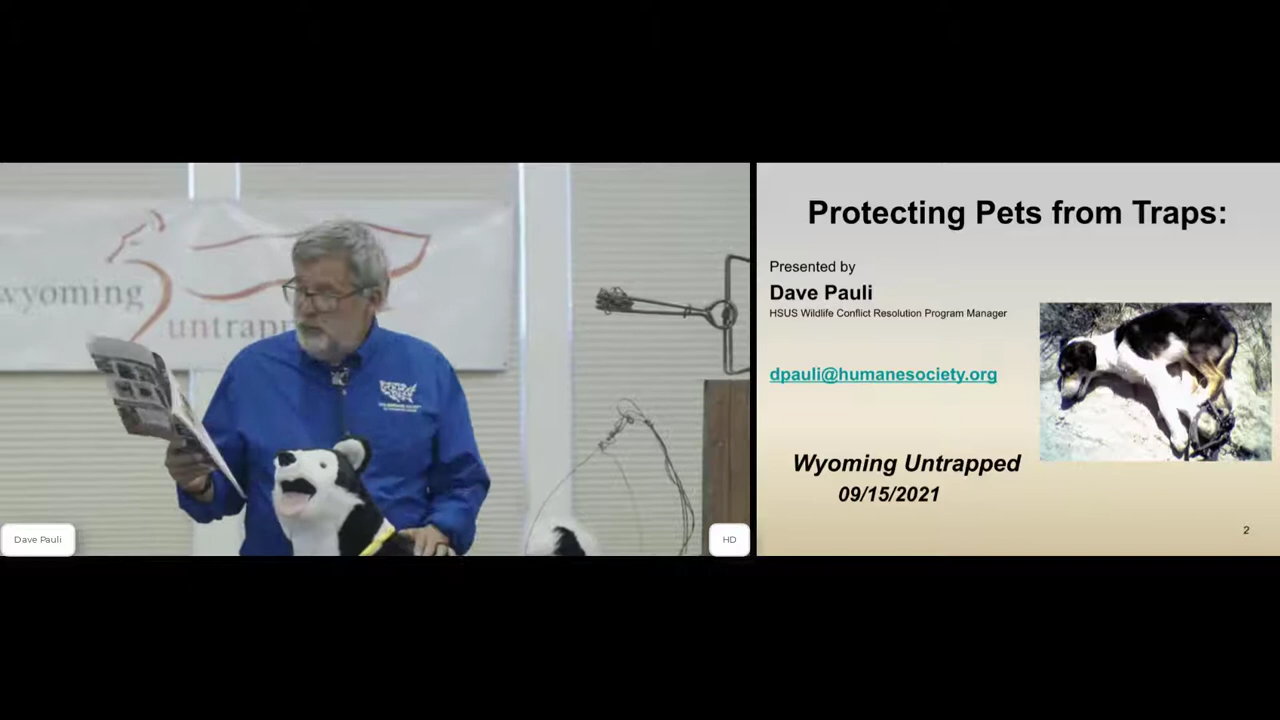 wyoming
untrapp
Dave Pauli
HD
Protecting Pets from Traps:
Presented by
Dave Pauli
HSUS Wildlife Conflict Resolution Program Manager
dpauli@humanesociety.org
Wyoming Untrapped
09/15/2021
2